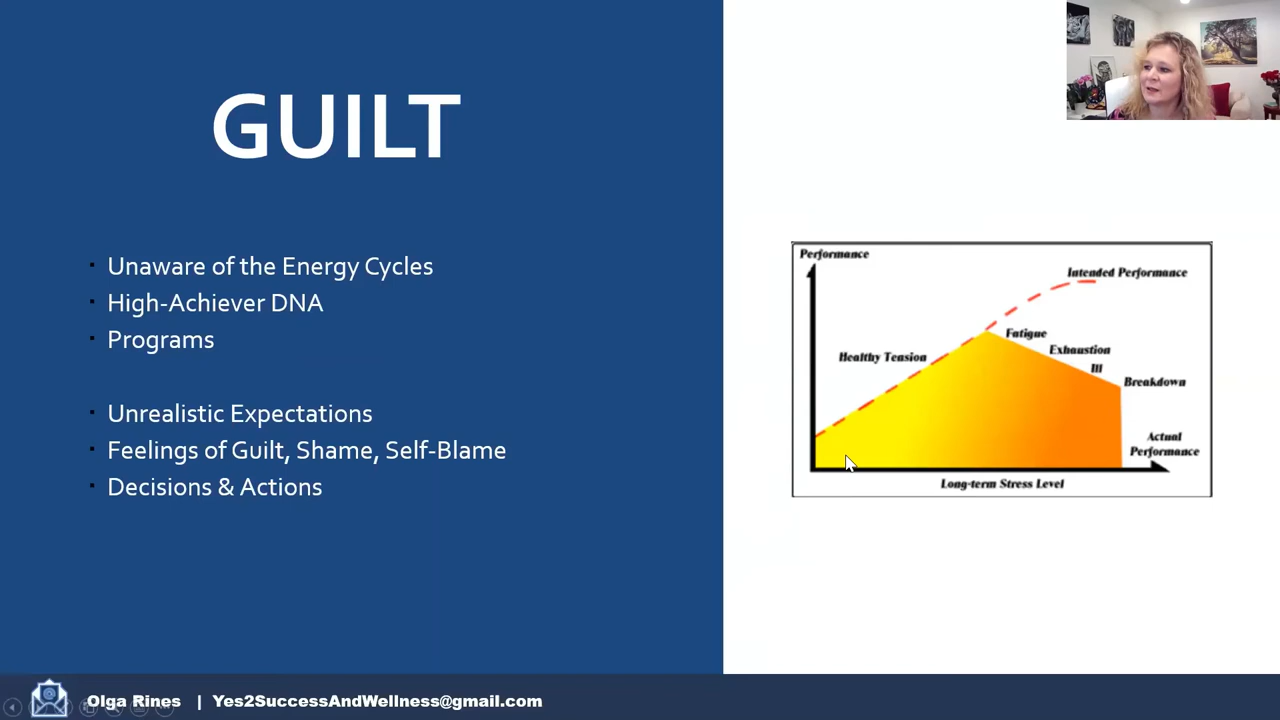 GUILT
Unaware of the Energy Cycles
High-Achiever DNA
Programs
Unrealistic Expectations
Feelings of Guilt, Shame, Self-Blame
Decisions & Actions
Performance
Intended Performance
Fatigue
Healthy Tension
Exhaustion
Ill
Breakdown
Actual
Performance
Long-term Stress Level
Olga Rines | Yes2SuccessAndWellness@gmail.com